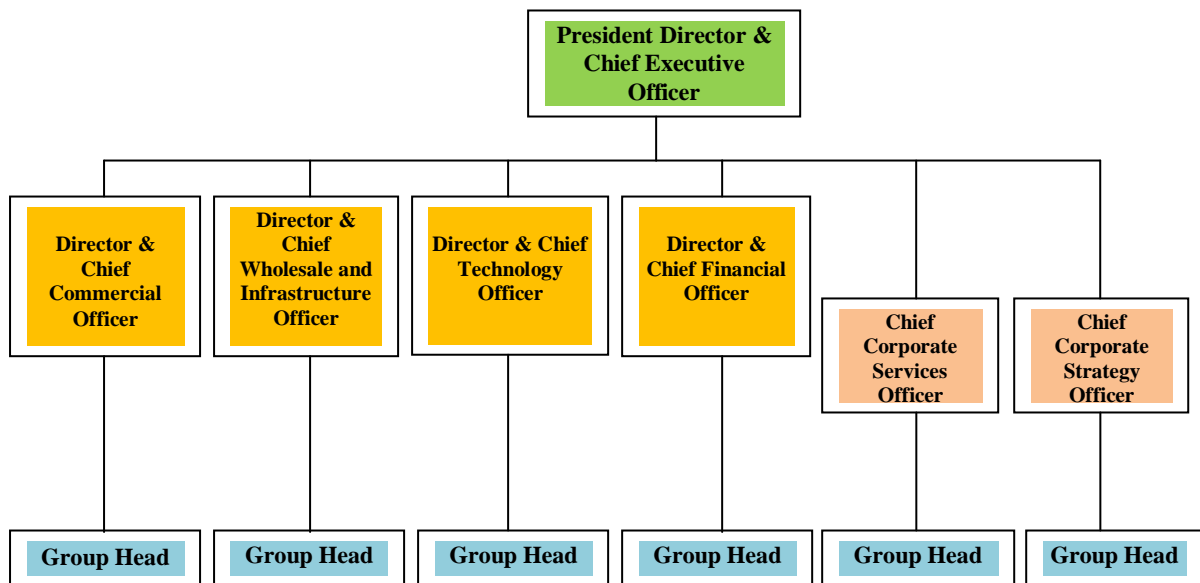 President Director &
Chief Executive
Officer
Director &
Chief
Commercial
Officer
Director &
Chief
Wholesale and
Infrastructure
Officer
Director & Chief
Technology
Officer
Director &
Chief Financial
Officer
Chief
Corporate
Services
Officer
Chief
Corporate
Strategy
Officer
Group Head
Group Head
Group Head
Group Head
Group Head
Group Head